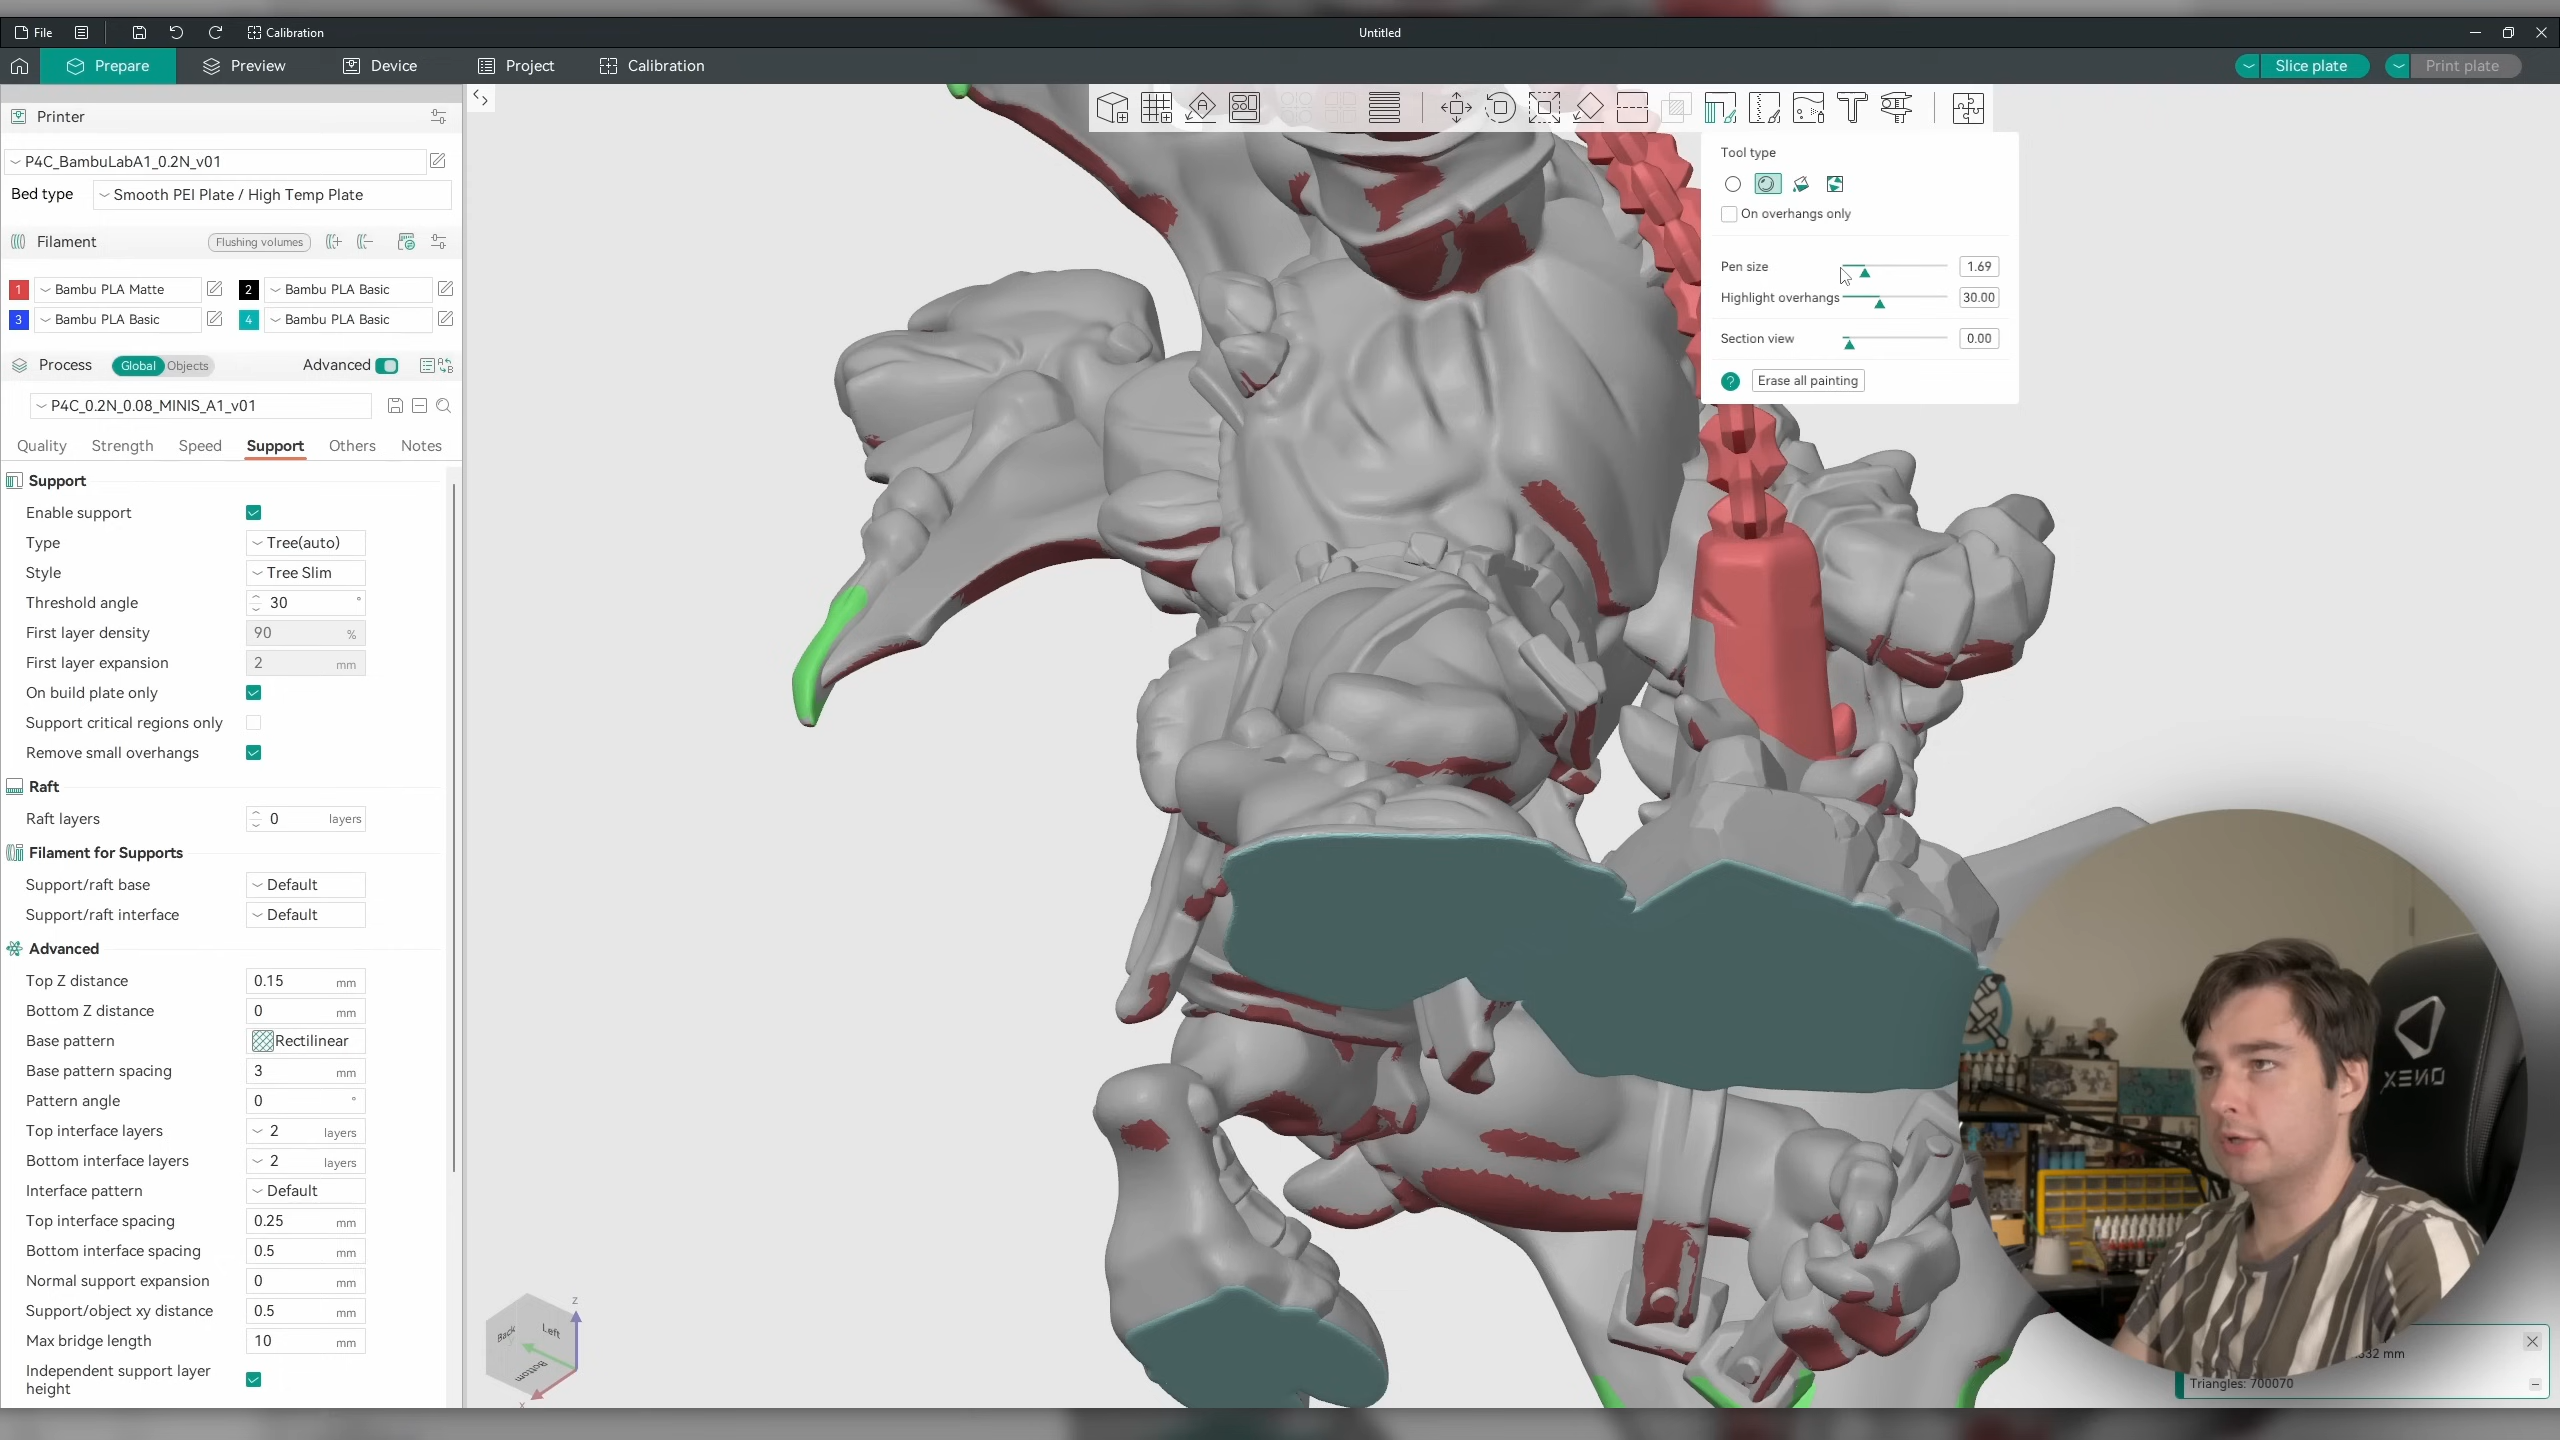 File
Calibration
Untitled
Prepare
Preview
Device
Project
Calibration
Slice plate
Print plate
Printer
P4C_BambuLabA1_0.2N_v01
Bed type
Smooth PEI Plate / High Temp Plate
Filament
Flushing volumes
1 Bambu PLA Matte
2 Bambu PLA Basic
3 Bambu PLA Basic
4 Bambu PLA Basic
Process
Global Objects
Advanced
P4C_0.2N_0.08_MINIS_A1_v01
Quality Strength Speed Support Others Notes
Support
Enable support
Type Tree(auto)
Style Tree Slim
Threshold angle 30 °
First layer density 90 %
First layer expansion 2 mm
On build plate only
Support critical regions only
Remove small overhangs
Raft
Raft layers 0 layers
Filament for Supports
Support/raft base Default
Support/raft interface Default
Advanced
Top Z distance 0.15 mm
Bottom Z distance 0 mm
Base pattern Rectilinear
Base pattern spacing 3 mm
Pattern angle 0 °
Top interface layers 2 layers
Bottom interface layers 2 layers
Interface pattern Default
Top interface spacing 0.25 mm
Bottom interface spacing 0.5 mm
Normal support expansion 0 mm
Support/object xy distance 0.5 mm
Max bridge length 10 mm
Independent support layer
height
Tool type
On overhangs only
Pen size 1.69
Highlight overhangs 30.00
Section view 0.00
? Erase all painting
Back
Left
Bottom
z
x
XENO
332 mm
Triangles: 700070